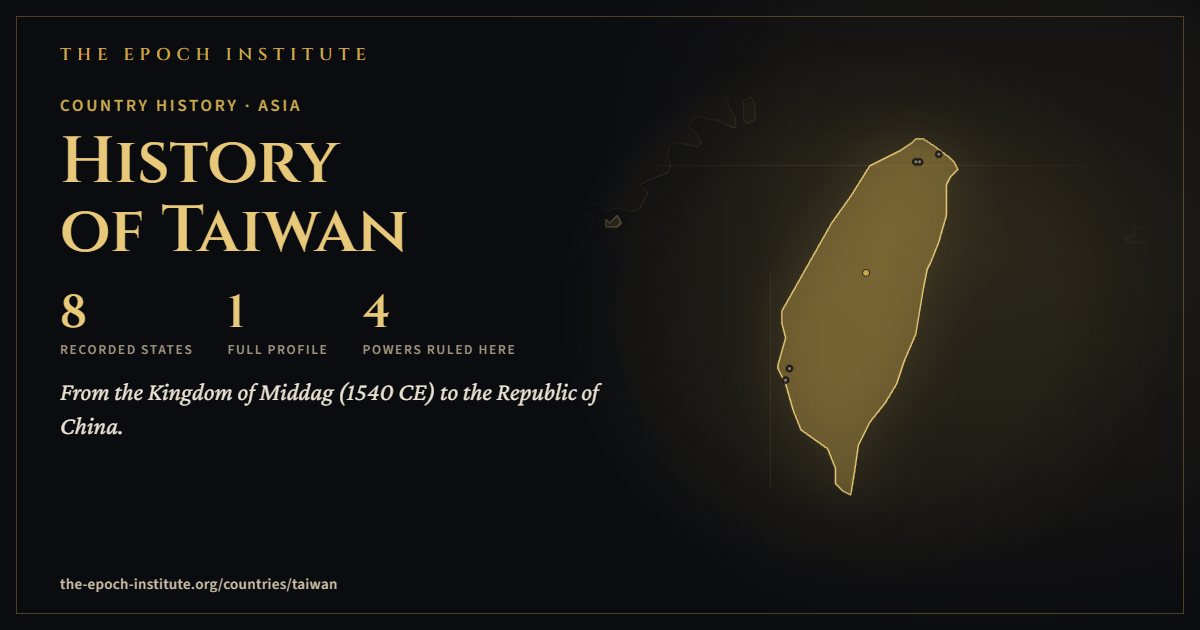 THE EPOCH INSTITUTE
COUNTRY HISTORY · ASIA
HISTORY
OF TAIWAN
8
RECORDED STATES
1
FULL PROFILE
4
POWERS RULED HERE
From the Kingdom of Middag (1540 CE) to the Republic of
China.
the-epoch-institute.org/countries/taiwan